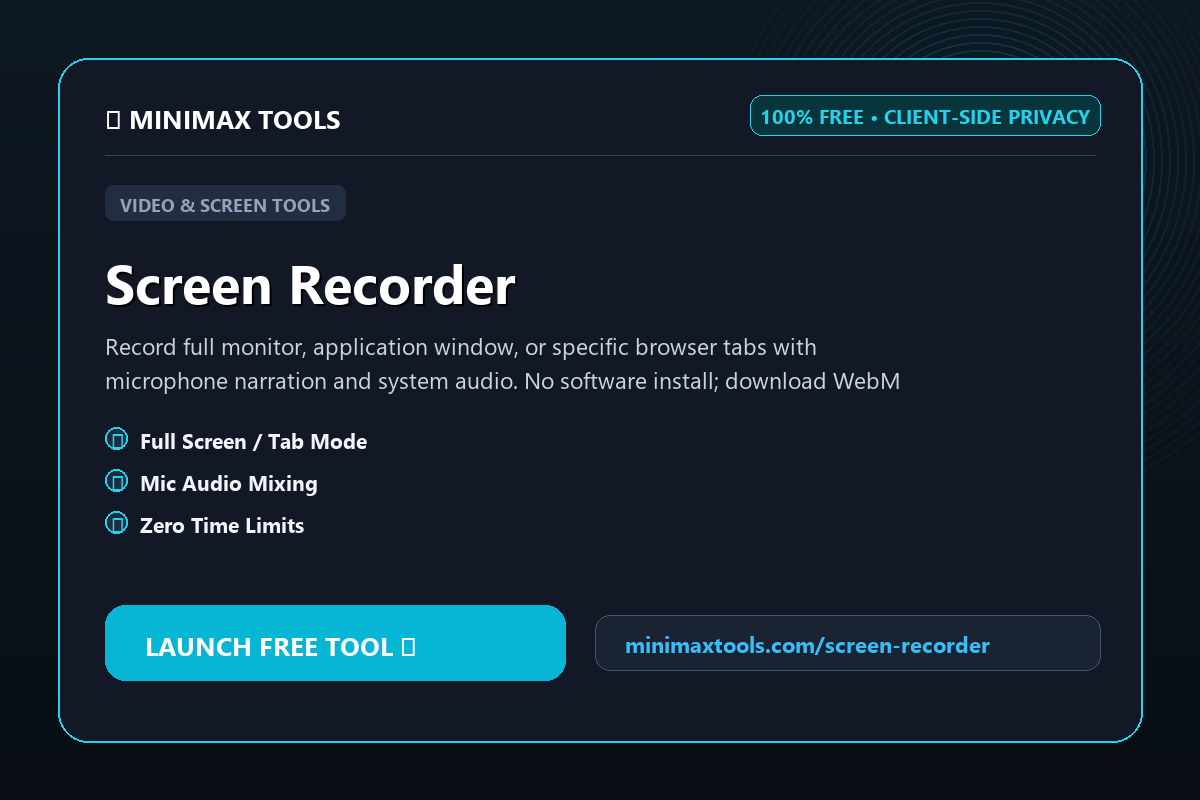 MINIMAX TOOLS
100% FREE • CLIENT-SIDE PRIVACY
VIDEO & SCREEN TOOLS
Screen Recorder
Record full monitor, application window, or specific browser tabs with
microphone narration and system audio. No software install; download WebM
Full Screen / Tab Mode
Mic Audio Mixing
Zero Time Limits
LAUNCH FREE TOOL
minimaxtools.com/screen-recorder